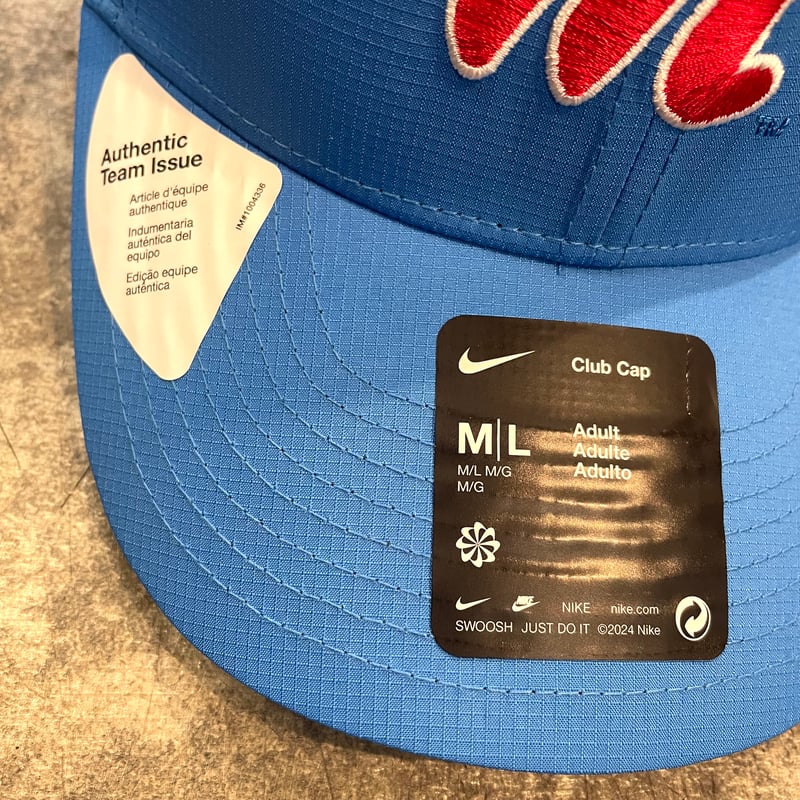 Authentic
Team Issue
Article d'équipe
authentique
Indumentaria
auténtica del
equipo
Edição equipe
autêntica
IM#1004336
TM
Club Cap
M|L
M/L M/G
M/G
Adult
Adulte
Adulto
NIKE nike.com
SWOOSH JUST DO IT ©2024 Nike